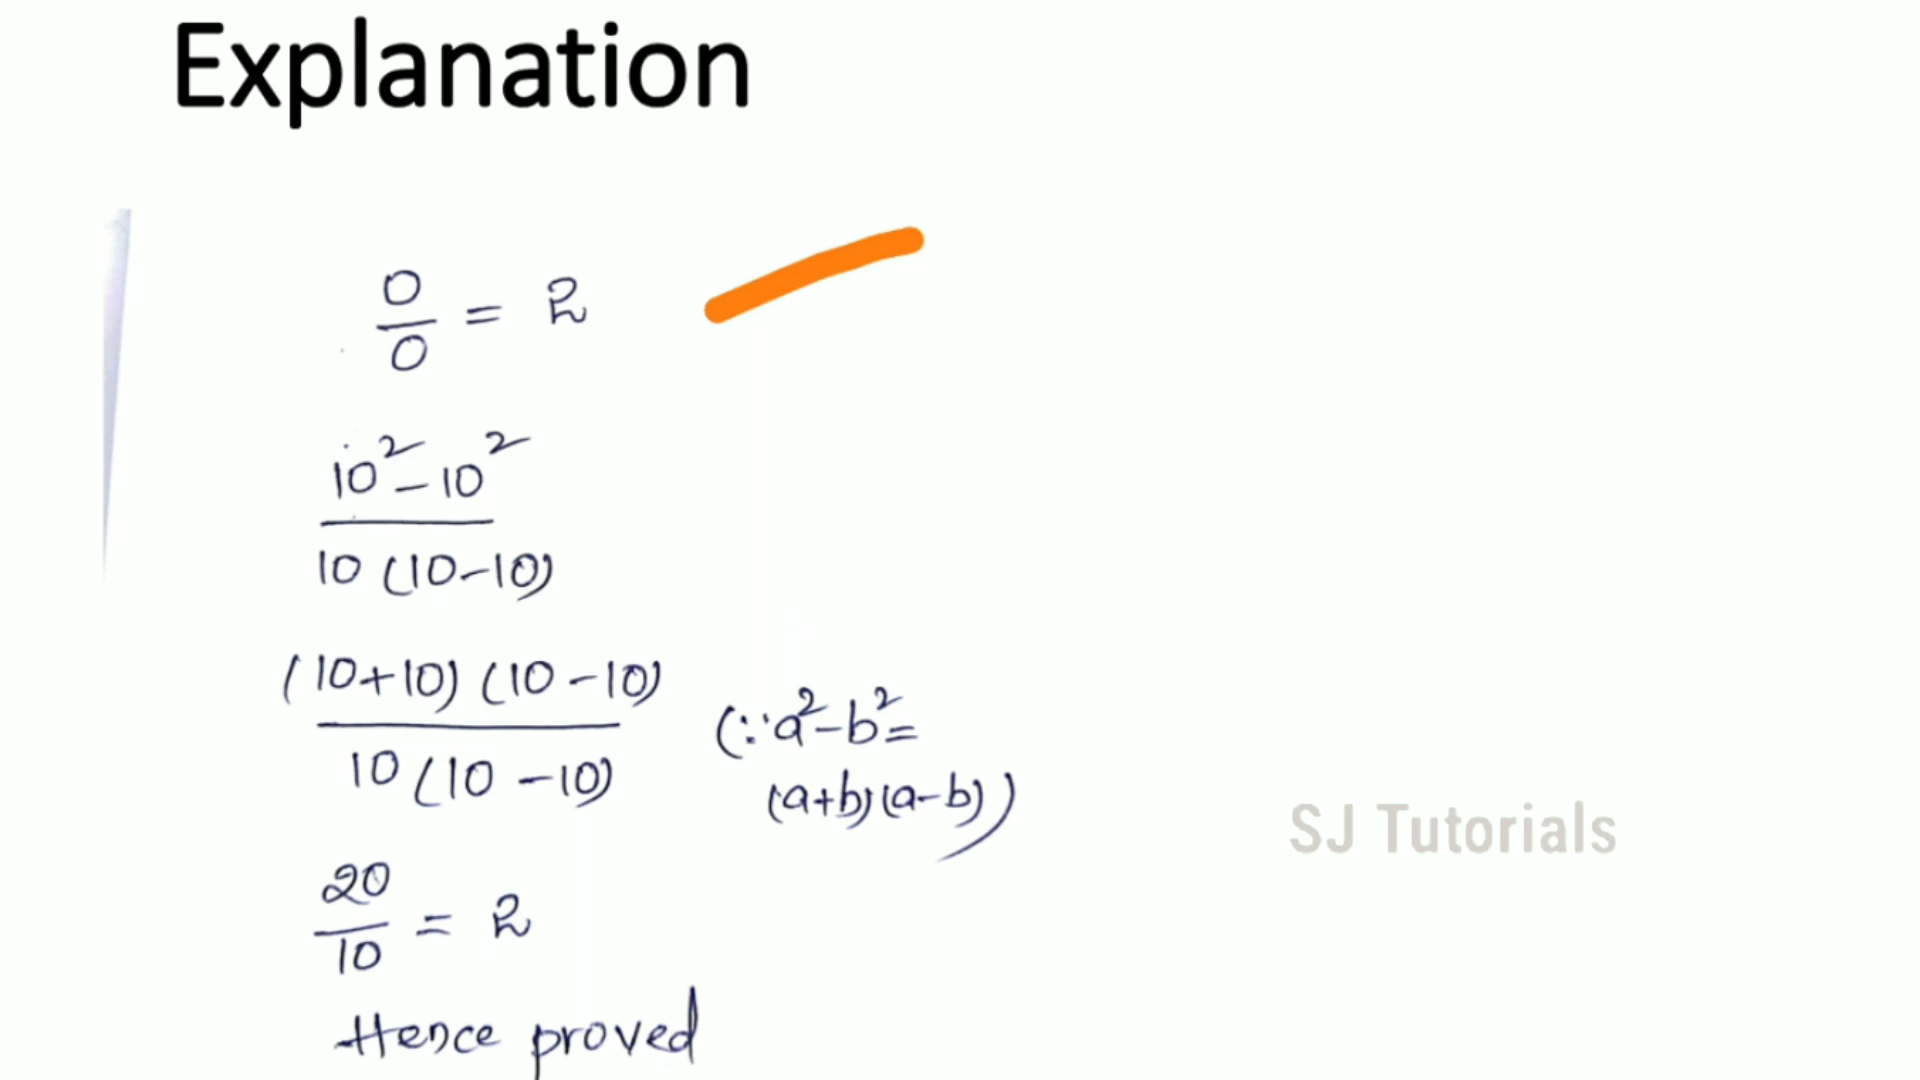 Explanation
0/0 = 2
10² - 10²
10 (10-10)
(10+10) (10-10)
10 (10-10)
(∵ a² - b² =
(a+b) (a-b))
SJ Tutorials
20/10 = 2
Hence proved